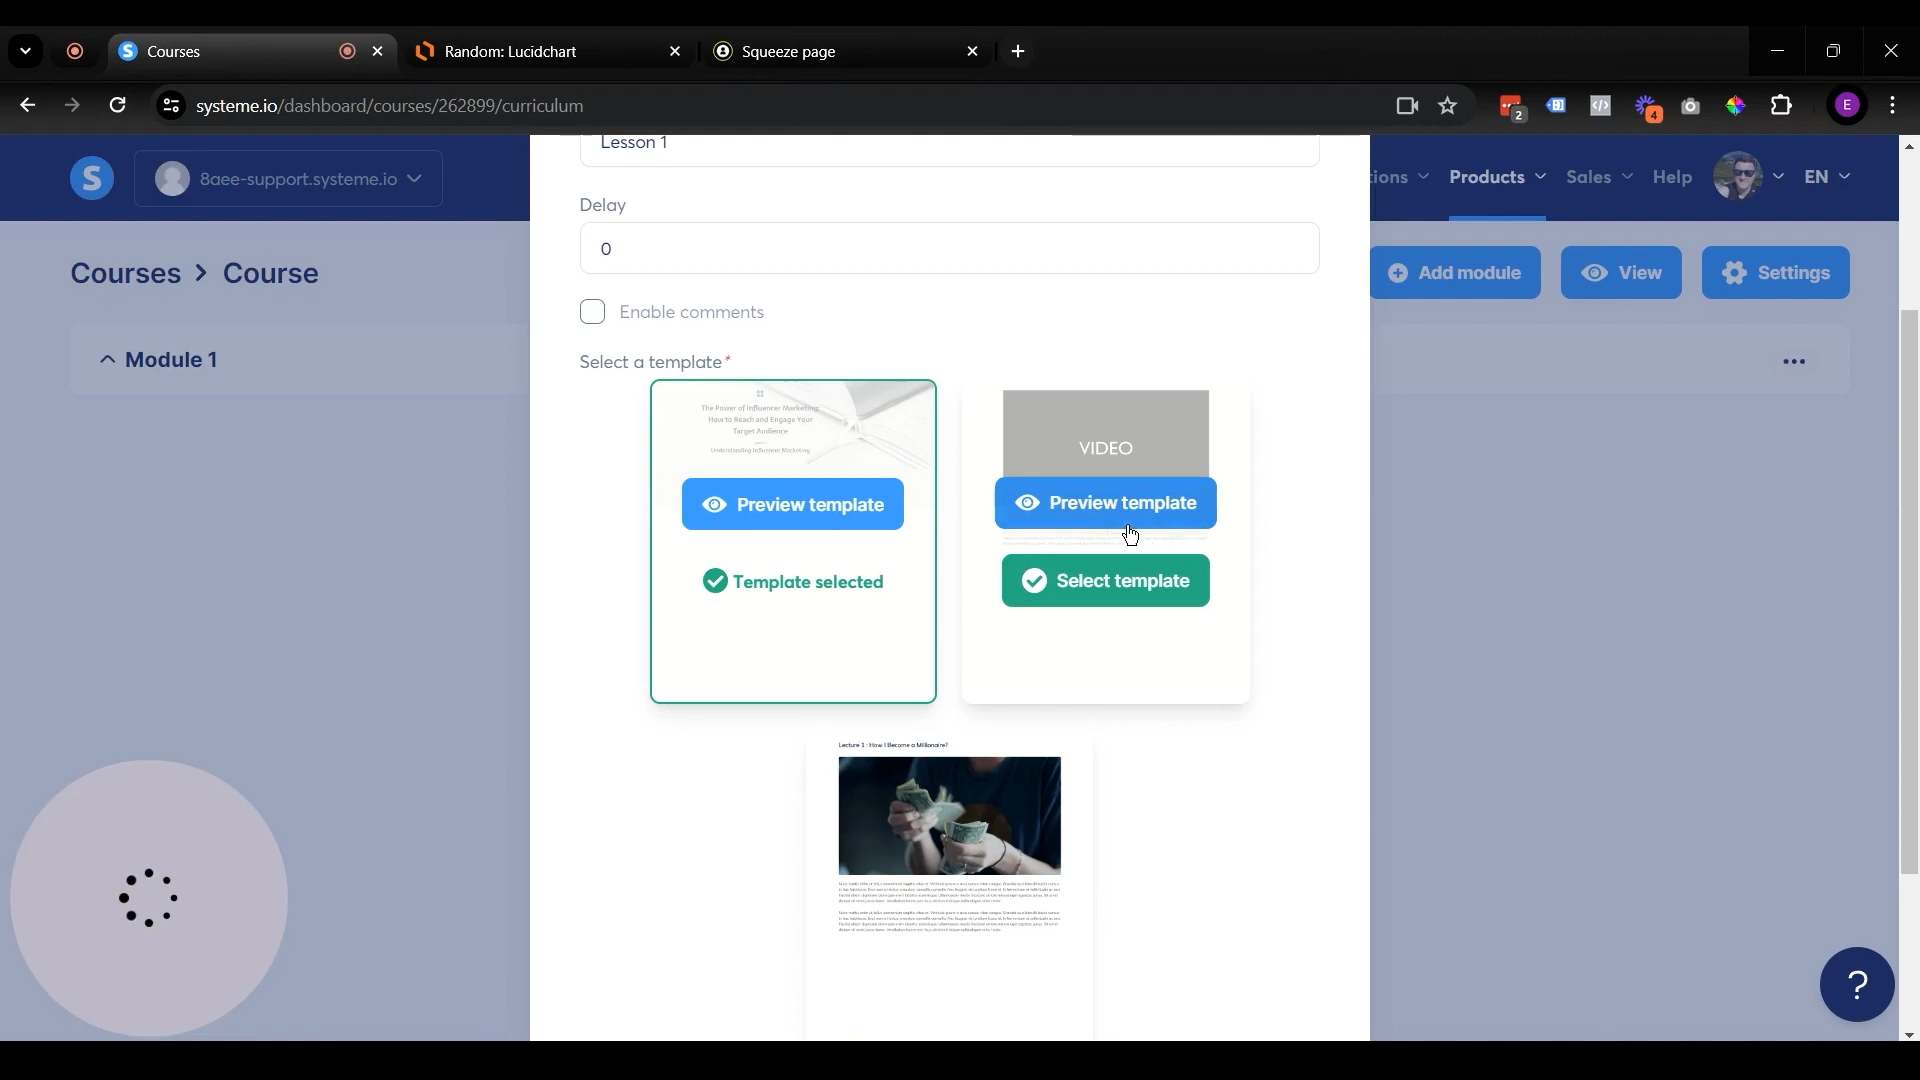 Courses
Random: Lucidchart
Squeeze page
systeme.io/dashboard/courses/262899/curriculum
2
4
E
S
8aee-support.systeme.io
ions
Products
Sales
Help
EN
Courses > Course
Add module
View
Settings
Module 1
Lesson 1
Delay
0
Enable comments
Select a template*
The Power of Influencer Marketing:
How to Reach and Engage Your
Target Audience
Understanding Influencer Marketing
Preview template
Template selected
VIDEO
Preview template
Select template
Lecture 1 : How I Become a Millionaire?
?